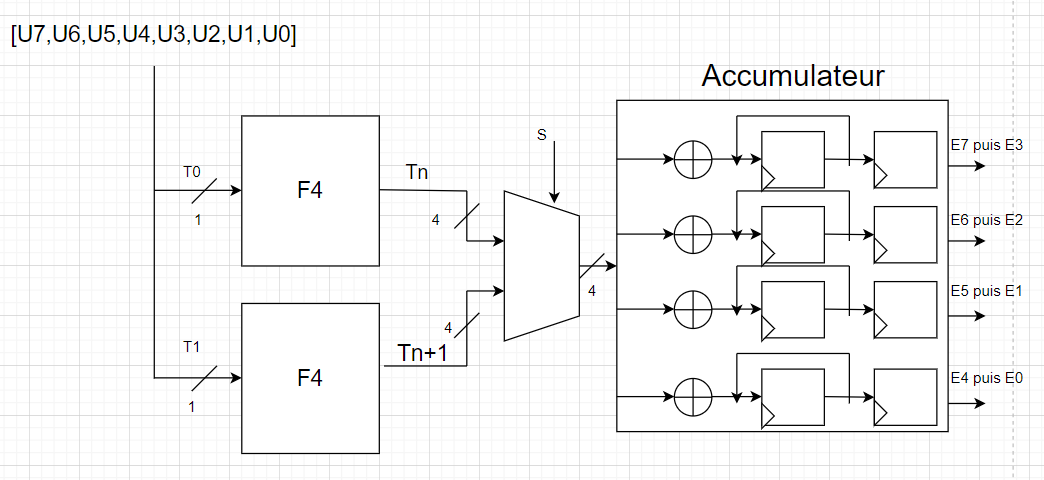 [U7,U6,U5,U4,U3,U2,U1,U0]
Accumulateur
S
T0
1
F4
Tn
4
E7 puis E3
E6 puis E2
4
E5 puis E1
T1
1
F4
4
Tn+1
E4 puis E0